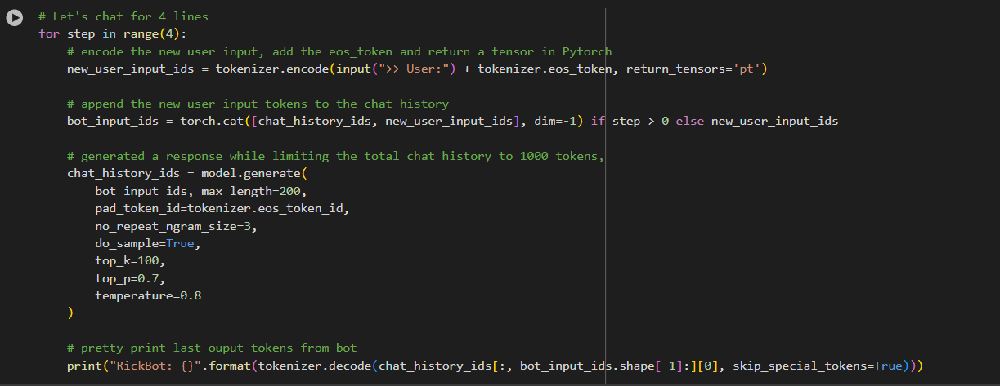 # Let's chat for 4 lines
for step in range(4):
    # encode the new user input, add the eos_token and return a tensor in Pytorch
    new_user_input_ids = tokenizer.encode(input(">> User:") + tokenizer.eos_token, return_tensors='pt')

    # append the new user input tokens to the chat history
    bot_input_ids = torch.cat([chat_history_ids, new_user_input_ids], dim=-1) if step > 0 else new_user_input_ids

    # generated a response while limiting the total chat history to 1000 tokens,
    chat_history_ids = model.generate(
        bot_input_ids, max_length=200,
        pad_token_id=tokenizer.eos_token_id,
        no_repeat_ngram_size=3,
        do_sample=True,
        top_k=100,
        top_p=0.7,
        temperature=0.8
    )

    # pretty print last ouput tokens from bot
    print("RickBot: {}".format(tokenizer.decode(chat_history_ids[:, bot_input_ids.shape[-1]:][0], skip_special_tokens=True)))